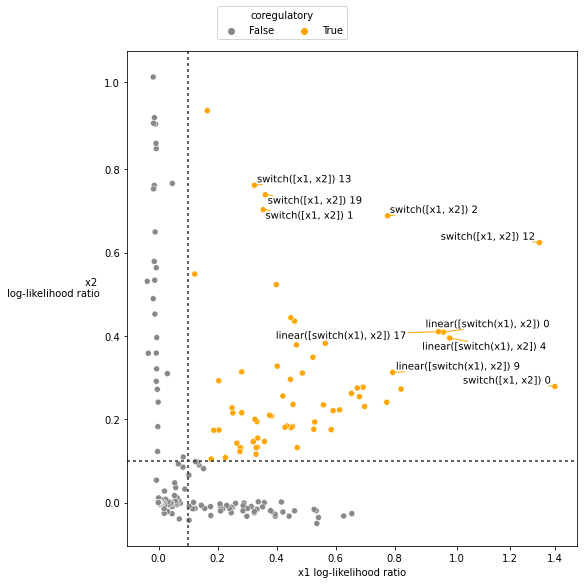 coregulatory
False True
1.0
0.8
switch([x1, x2]) 13
switch([x1, x2]) 19
switch([x1, x2]) 1
switch([x1, x2]) 2
switch([x1, x2]) 12
0.6
x2
log-likelihood ratio
0.4
linear([switch(x1), x2]) 0
linear([switch(x1), x2]) 17
linear([switch(x1), x2]) 4
linear([switch(x1), x2]) 9
switch([x1, x2]) 0
0.2
0.0
0.0 0.2 0.4 0.6 0.8 1.0 1.2 1.4
x1 log-likelihood ratio